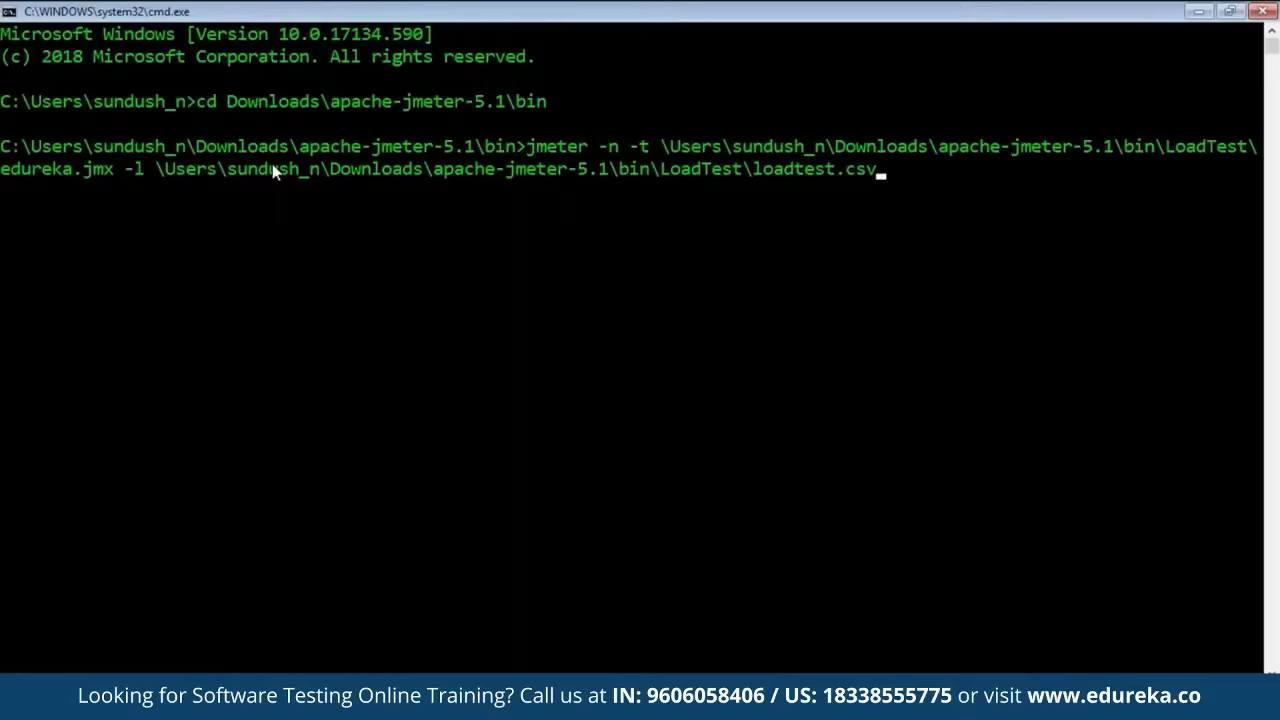 C:\WINDOWS\system32\cmd.exe
Microsoft Windows [Version 10.0.17134.590]
(c) 2018 Microsoft Corporation. All rights reserved.
C:\Users\sundush_n>cd Downloads\apache-jmeter-5.1\bin
C:\Users\sundush_n\Downloads\apache-jmeter-5.1\bin>jmeter -n -t \Users\sundush_n\Downloads\apache-jmeter-5.1\bin\LoadTest\
edureka.jmx -l \Users\sundush_n\Downloads\apache-jmeter-5.1\bin\LoadTest\loadtest.csv
Looking for Software Testing Online Training? Call us at IN: 9606058406 / US: 18338555775 or visit www.edureka.co